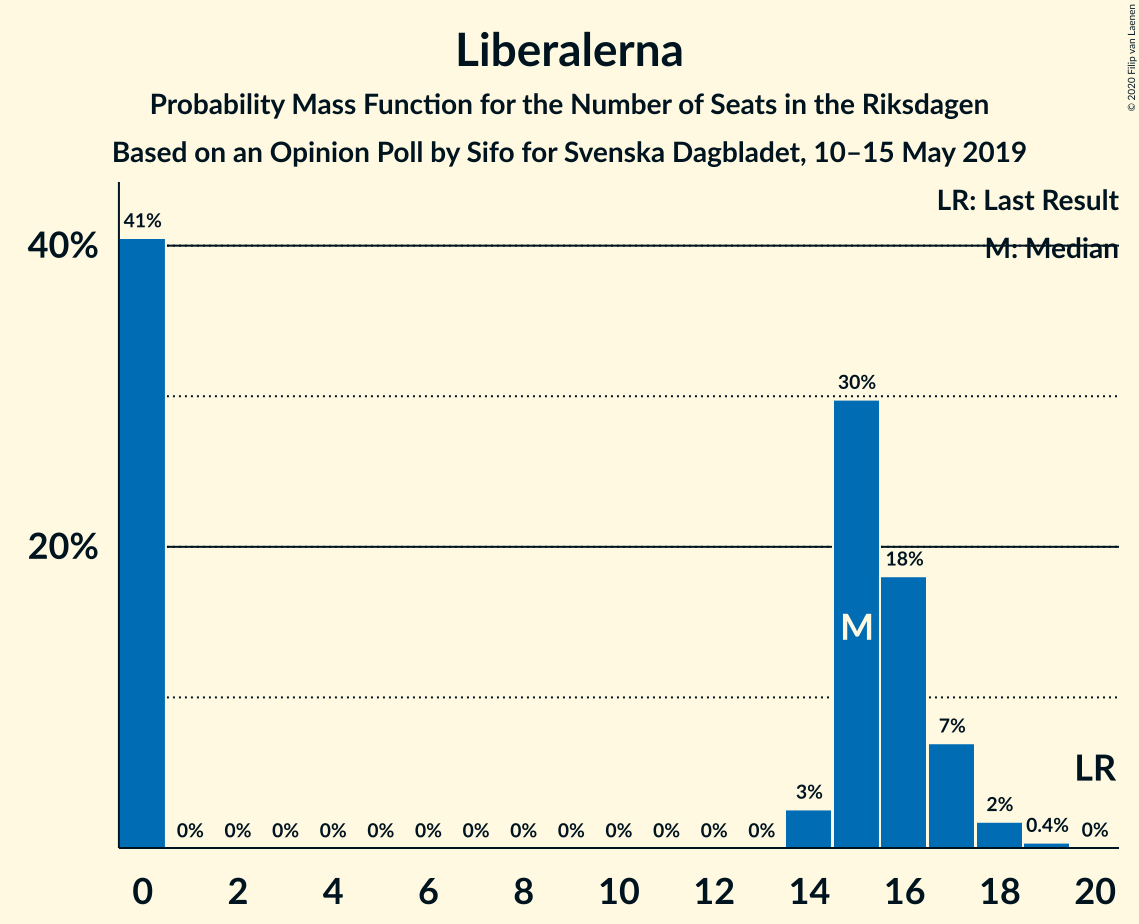 Liberalerna
Probability Mass Function for the Number of Seats in the Riksdagen
Based on an Opinion Poll by Sifo for Svenska Dagbladet, 10–15 May 2019
© 2020 Filip van Laenen
LR: Last Result
M: Median
40%
20%
41%
0%
0%
0%
0%
0%
0%
0%
0%
0%
0%
0%
0%
0%
3%
30%
18%
7%
2%
0.4%
0%
M
LR
0 2 4 6 8 10 12 14 16 18 20